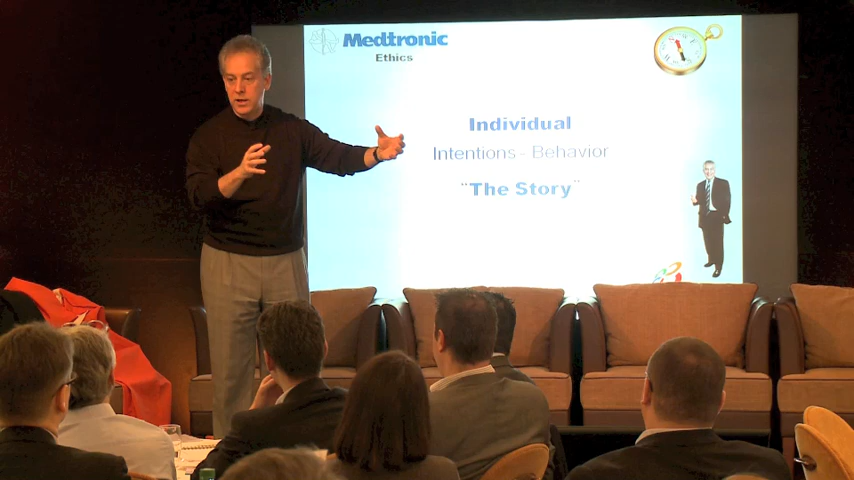 Medtronic
Ethics
Individual
Intentions - Behavior
"The Story"